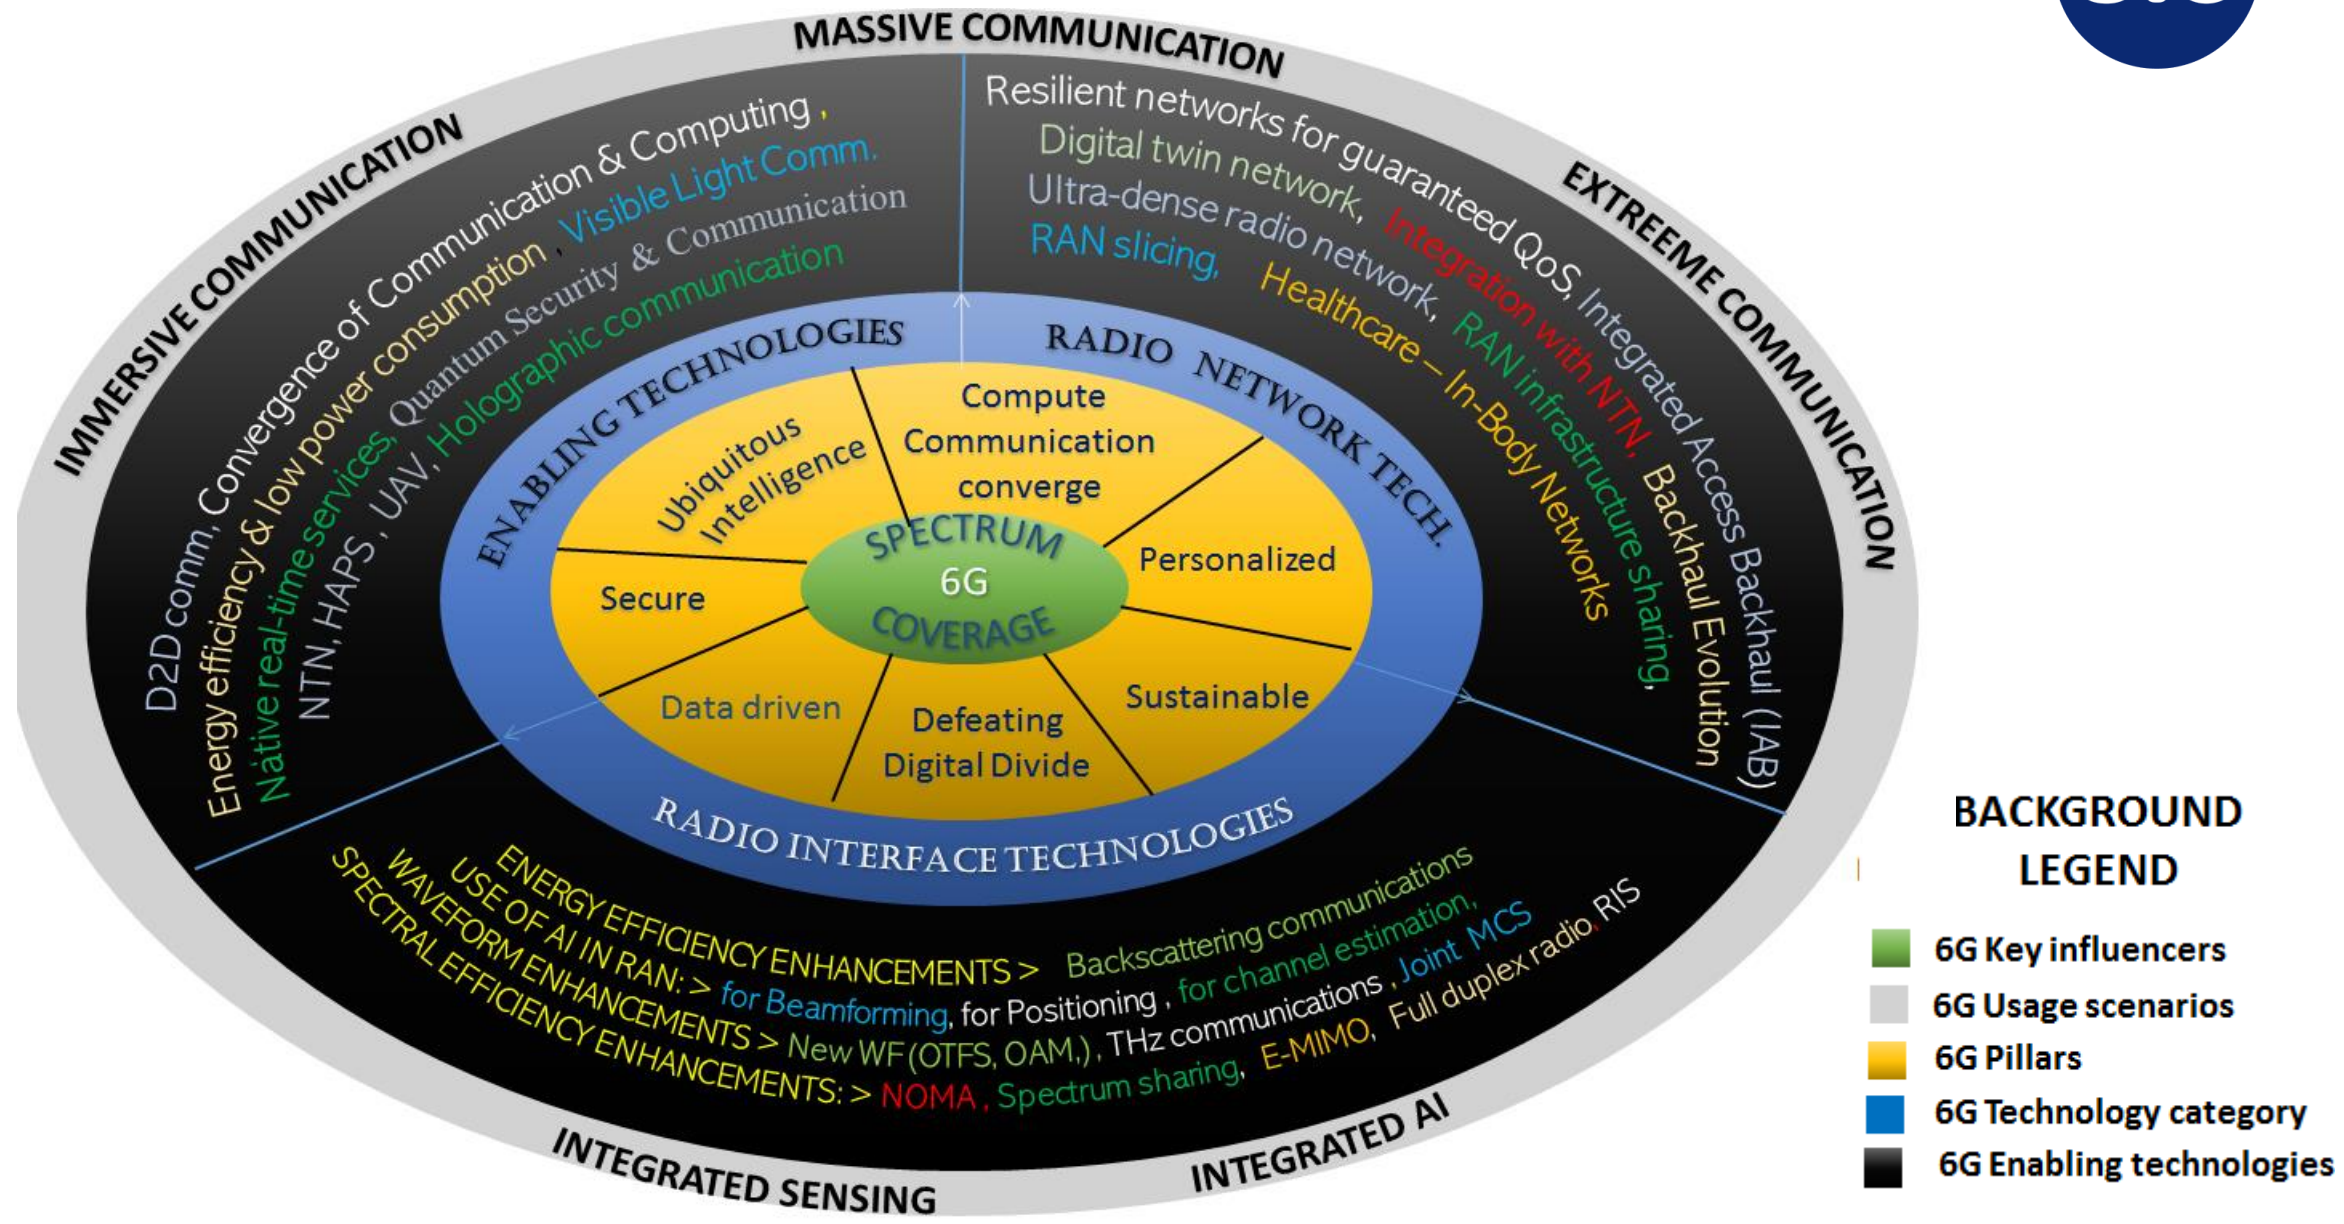 MASSIVE COMMUNICATION
IMMERSIVE COMMUNICATION
EXTREEME COMMUNICATION
INTEGRATED SENSING
INTEGRATED AI
D2D comm, Convergence of Communication & Computing ,
Energy efficiency & low power consumption , Visible Light Comm.
Native real-time services, Quantum Security & Communication
NTN, HAPS , UAV, Holographic communication
Resilient networks for guaranteed QoS, Integrated Access Backhaul (IAB)
Digital twin network, Integration with NTN, Backhaul Evolution
Ultra-dense radio network, RAN infrastructure sharing,
RAN slicing, Healthcare – In-Body Networks
ENABLING TECHNOLOGIES
RADIO NETWORK TECH.
RADIO INTERFACE TECHNOLOGIES
Ubiquitous
Intelligence
Compute
Communication
converge
Personalized
Sustainable
Defeating
Digital Divide
Data driven
Secure
SPECTRUM
6G
COVERAGE
ENERGY EFFICIENCY ENHANCEMENTS > Backscattering communications
USE OF AI IN RAN: > for Beamforming, for Positioning , for channel estimation,
WAVEFORM ENHANCEMENTS > New WF(OTFS, OAM,) , THz communications , Joint MCS
SPECTRAL EFFICIENCY ENHANCEMENTS: > NOMA , Spectrum sharing, E-MIMO, Full duplex radio, RIS
BACKGROUND
LEGEND
6G Key influencers
6G Usage scenarios
6G Pillars
6G Technology category
6G Enabling technologies